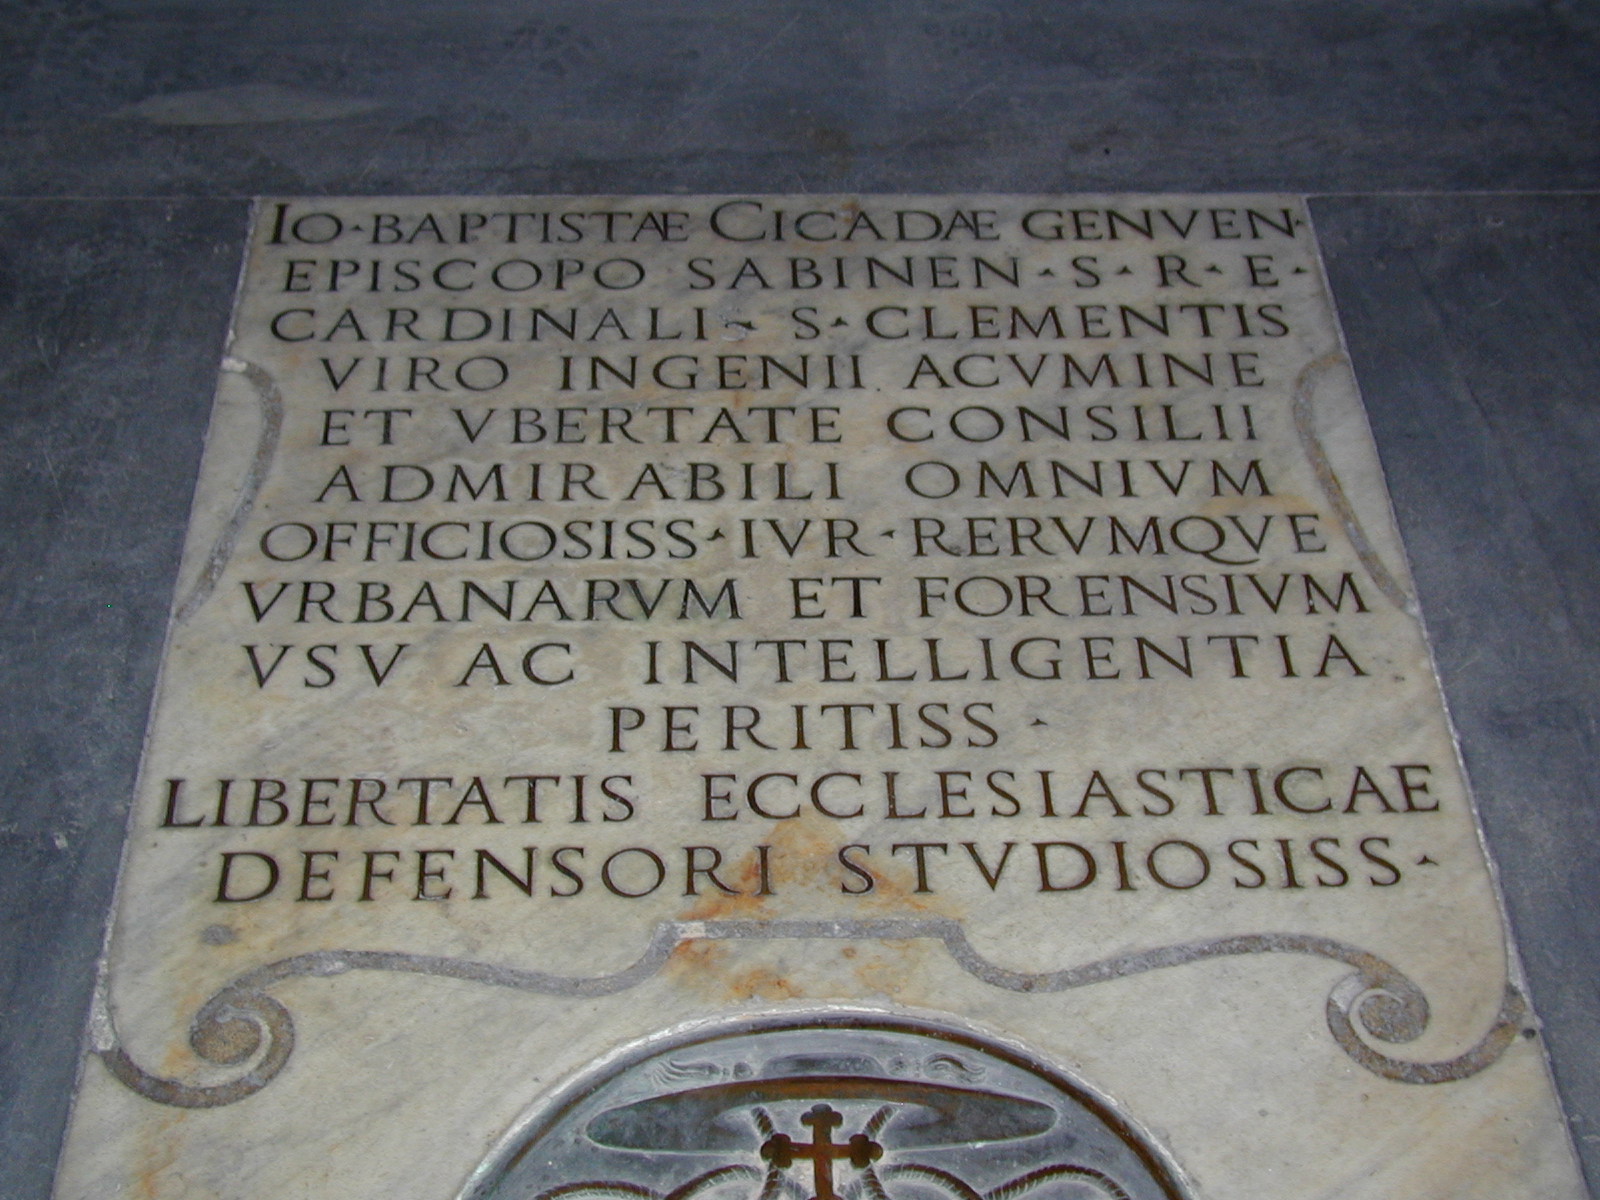 IO·BAPTISTÆ CICADÆ GENVEN·
EPISCOPO SABINEN·S·R·E·
CARDINALI·S·CLEMENTIS
VIRO INGENII ACVMINE
ET VBERTATE CONSILII
ADMIRABILI OMNIVM
OFFICIOSISS·IVR·RERVMQVE
VRBANARVM ET FORENSIVM
VSV AC INTELLIGENTIA
PERITISS·
LIBERTATIS ECCLESIASTICAE
DEFENSORI STVDIOSISS·